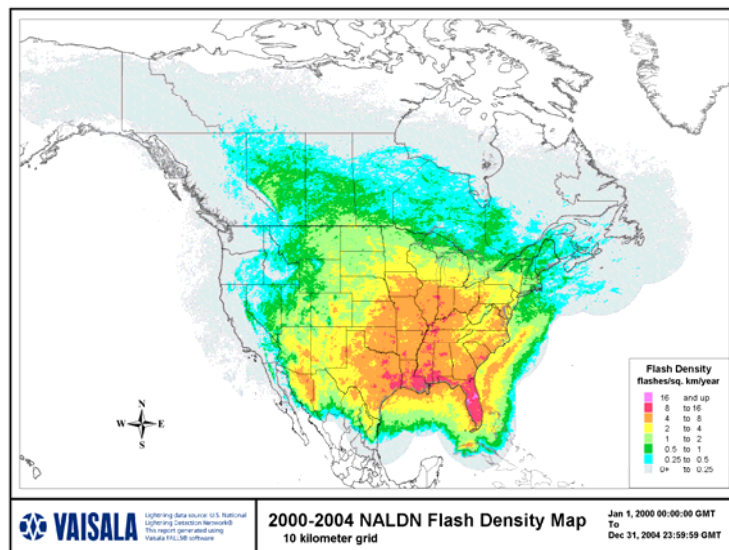 N
W E
S
Flash Density
flashes/sq. km/year
16 and up
8 to 16
4 to 8
2 to 4
1 to 2
0.5 to 1
0.25 to 0.5
0+ to 0.25
VAISALA
Lightning data source: U.S. National
Lightning Detection Network®
This report generated using
Vaisala FALLS® software
2000-2004 NALDN Flash Density Map
10 kilometer grid
Jan 1, 2000 00:00:00 GMT
To
Dec 31, 2004 23:59:59 GMT